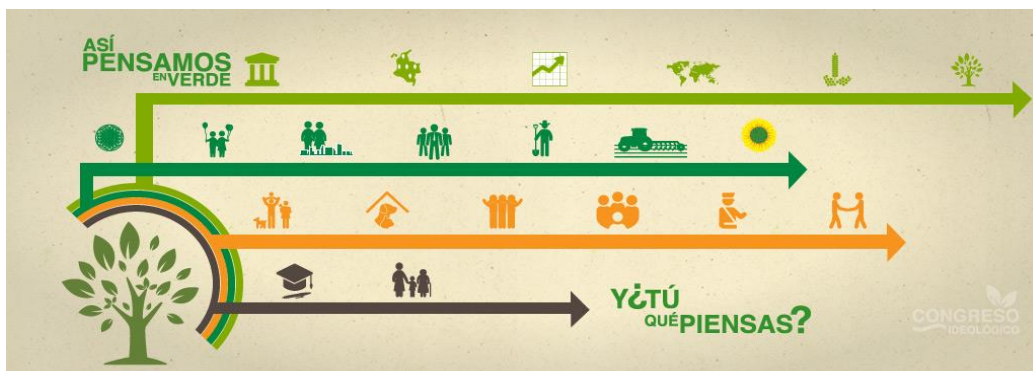 ASÍ
PENSAMOS
EN VERDE
Y¿TÚ
QUÉ PIENSAS?
CONGRESO
IDEOLÓGICO